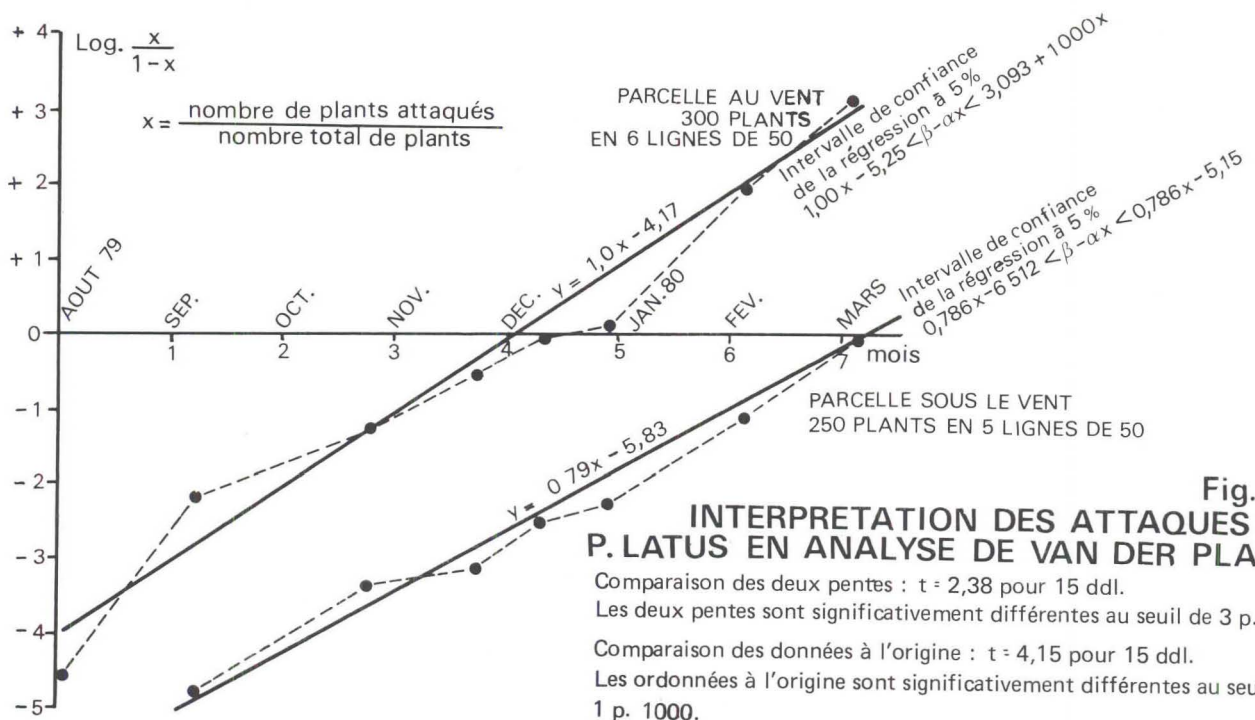 + 4
+ 3
+ 2
+ 1
0
-1
-2
-3
-4
-5
Log. x
1-x
x = nombre de plants attaqués
nombre total de plants
PARCELLE AU VENT
300 PLANTS
EN 6 LIGNES DE 50
Intervalle de confiance
de la régression à 5 %
1,00 x - 5,25 < β-αx < 3,093 + 1000 x
y = 1,0 x - 4,17
AOUT 79
SEP.
OCT.
NOV.
DEC.
JAN. 80
FEV.
MARS
1
2
3
4
5
6
7
mois
Intervalle de confiance
de la régression à 5 %
0,786x-6 512 < β-αx < 0,786x-5,15
y = 0 79x - 5,83
PARCELLE SOUS LE VENT
250 PLANTS EN 5 LIGNES DE 50
Fig.
INTERPRETATION DES ATTAQUES
P. LATUS EN ANALYSE DE VAN DER PLA
Comparaison des deux pentes : t = 2,38 pour 15 ddl.
Les deux pentes sont significativement différentes au seuil de 3 p.
Comparaison des données à l'origine : t = 4,15 pour 15 ddl.
Les ordonnées à l'origine sont significativement différentes au seu
1 p. 1000.